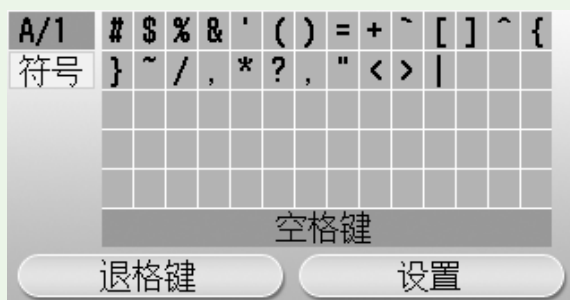 A/1 # $ % & ' ( ) = + ` [ ] ^ {
符号 } ~ / , * ? , " < > |
空格键
退格键 设置